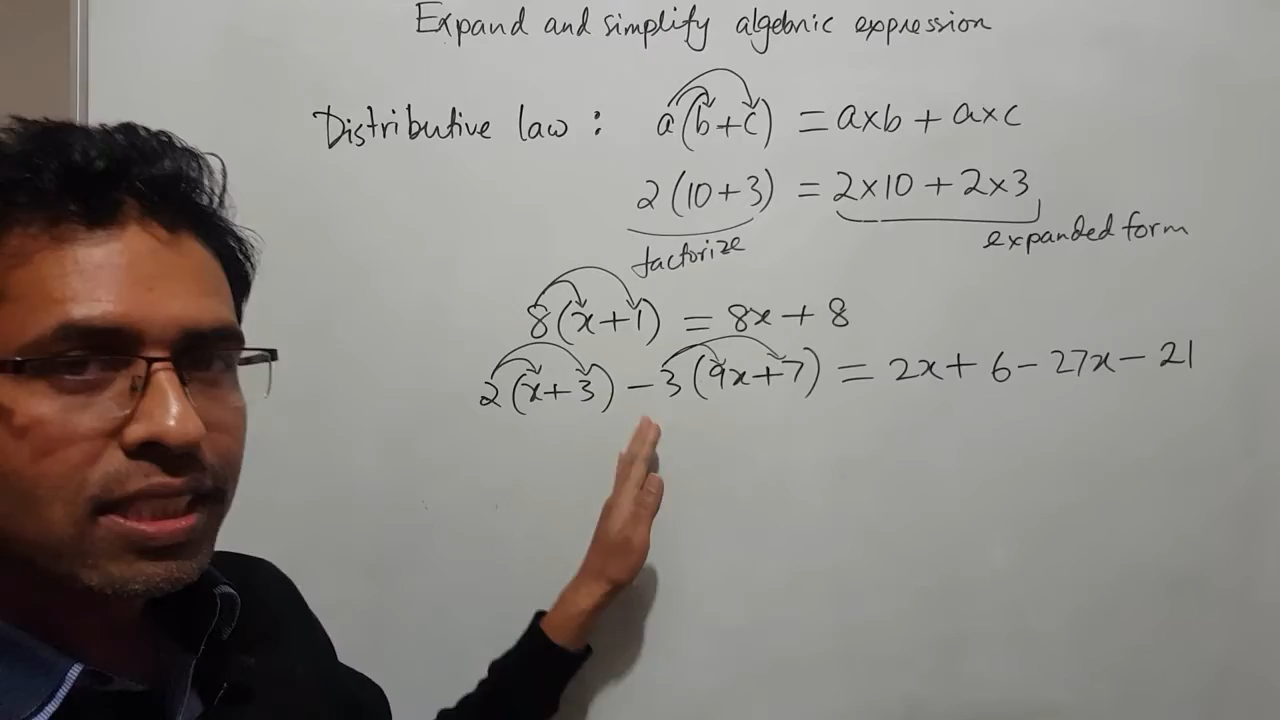 Expand and simplify algebric expression
Distributive law : a(b+c) = a×b + a×c
2(10+3) = 2×10 + 2×3
factorize
expanded form
8(x+1) = 8x + 8
2(x+3) - 3(9x+7) = 2x + 6 - 27x - 21